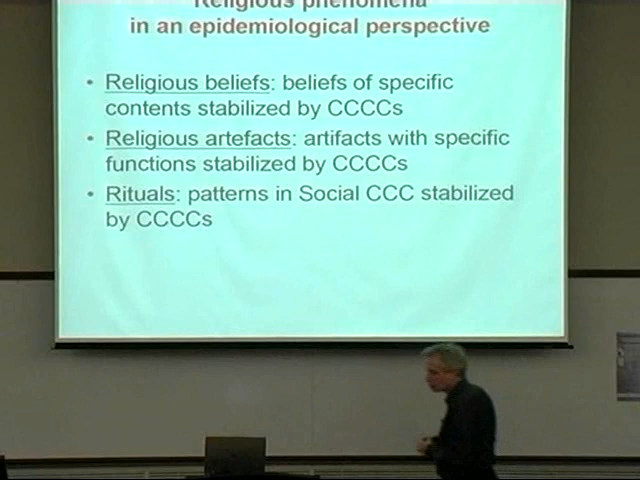 Religious phenomena
in an epidemiological perspective
• Religious beliefs: beliefs of specific
contents stabilized by CCCCs
• Religious artefacts: artifacts with specific
functions stabilized by CCCCs
• Rituals: patterns in Social CCC stabilized
by CCCCs